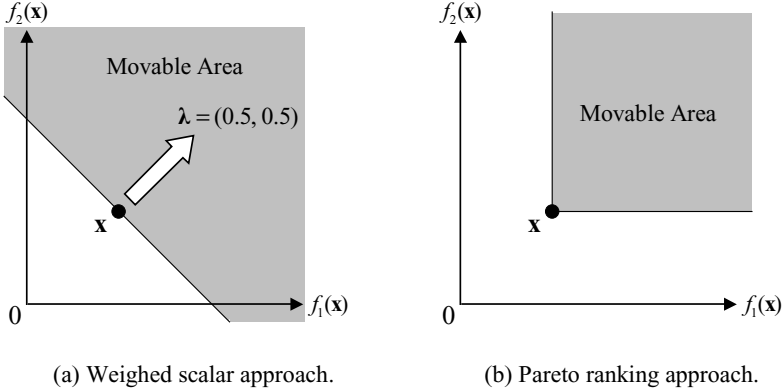 f₂(x)
Movable Area
λ = (0.5, 0.5)
x
0
f₁(x)
(a) Weighed scalar approach.
f₂(x)
Movable Area
x
0
f₁(x)
(b) Pareto ranking approach.